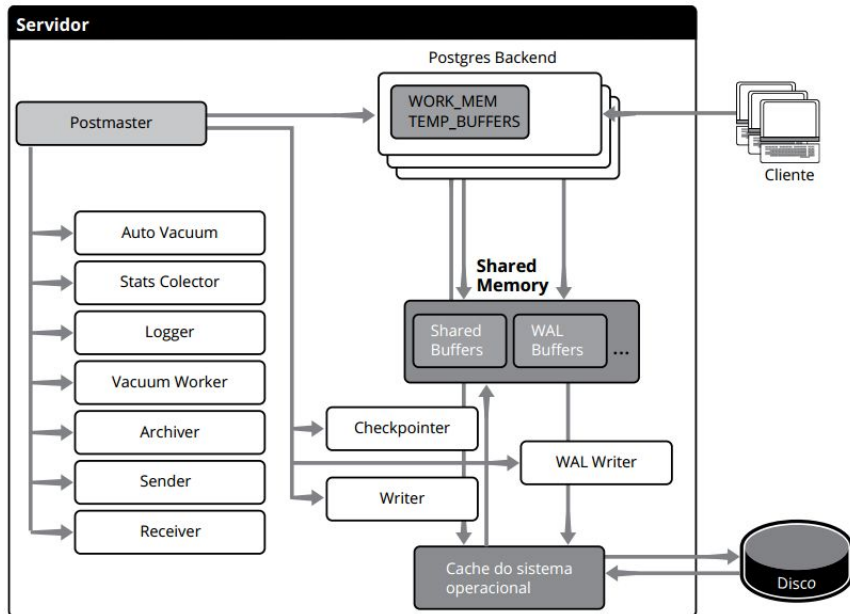 Servidor
Postgres Backend
WORK_MEM
TEMP_BUFFERS
Postmaster
Cliente
Auto Vacuum
Stats Colector
Logger
Vacuum Worker
Archiver
Sender
Receiver
Shared
Memory
Shared
Buffers
WAL
Buffers
...
Checkpointer
WAL Writer
Writer
Cache do sistema
operacional
Disco